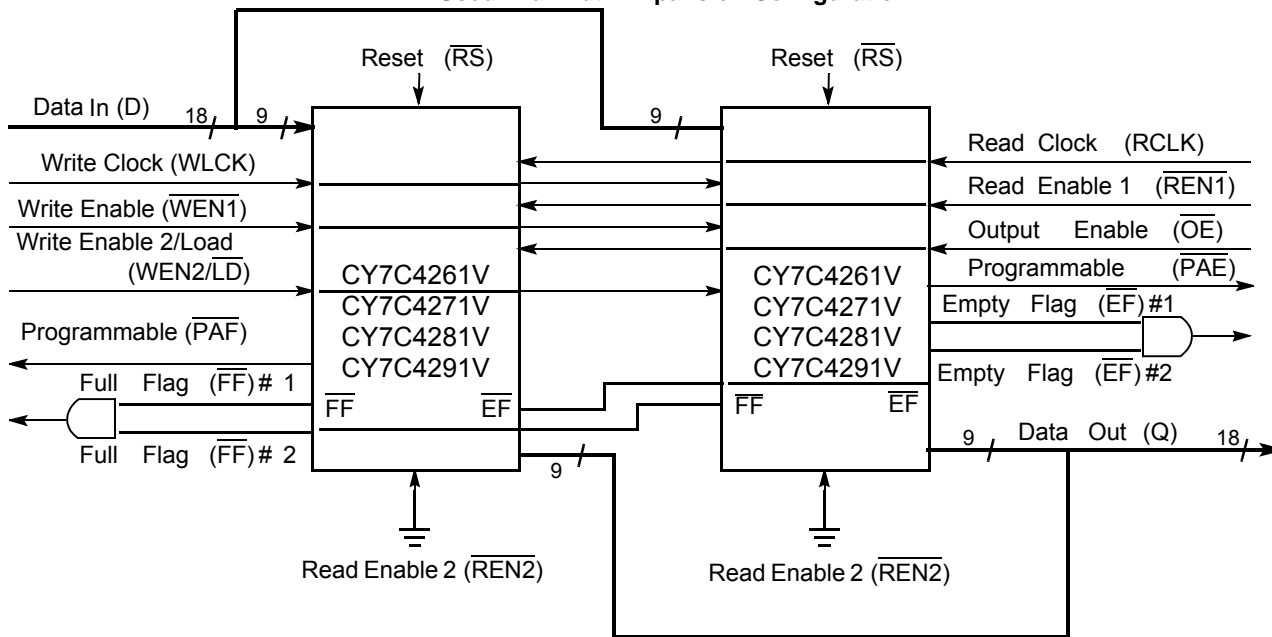 Reset (RS)
Reset (RS)
Data In (D)
18
9
9
Write Clock (WLCK)
Read Clock (RCLK)
Write Enable (WEN1)
Read Enable 1 (REN1)
Write Enable 2/Load
(WEN2/LD)
Output Enable (OE)
Programmable (PAE)
CY7C4261V
CY7C4271V
CY7C4281V
CY7C4291V
CY7C4261V
CY7C4271V
CY7C4281V
CY7C4291V
Empty Flag (EF) #1
Programmable (PAF)
Empty Flag (EF) #2
Full Flag (FF) # 1
FF
EF
FF
EF
Full Flag (FF) # 2
9
9
Data Out (Q)
18
Read Enable 2 (REN2)
Read Enable 2 (REN2)